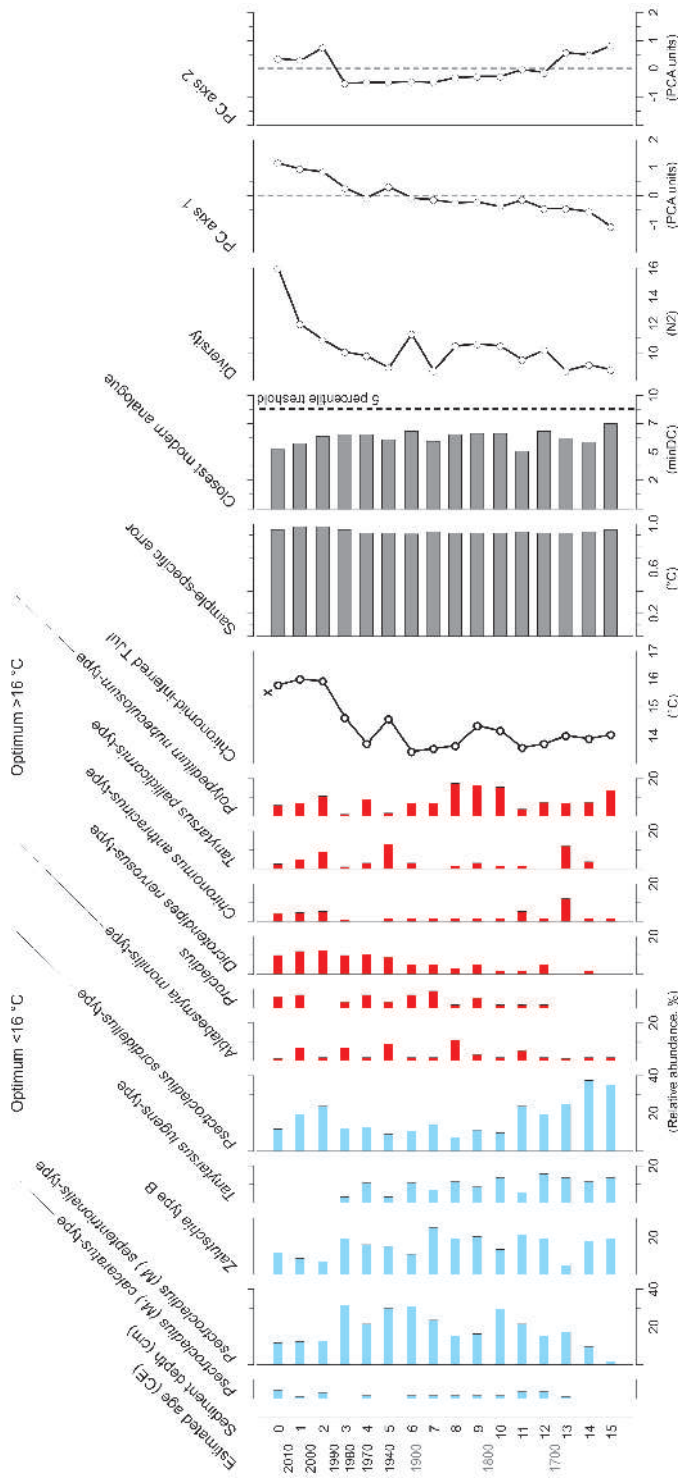 Optimum <16 °C
Optimum >16 °C
Estimated age (CE)
Sediment depth (cm)
Psectrocladius (M.) calcaratus-type
Psectrocladius (M.) septentrionalis-type
Zalutschia type B
Tanytarsus lugens-type
Psectrocladius sordidellus-type
Ablabesmyia monilis-type
Procladius
Dicrotendipes nervosus-type
Chironomus anthracinus-type
Tanytarsus pallidicornis-type
Polypedilum nubeculosum-type
Chironomid-inferred T Jul
Sample-specific error
Closest modern analogue
Diversity
PC axis 1
PC axis 2
5 percentile treshold
2010
2000
1990
1980
1970
1940
1900
1800
1700
0
1
2
3
4
5
6
7
8
9
10
11
12
13
14
15
20 40
20
20
20 40
20
20
20
20
20
14 15 16 17
0.2 0.6 1.0
2 5 7 10
10 12 14 16
-1 0 1 2
-1 0 1 2
(Relative abundance, %)
(°C)
(°C)
(minDC)
(N2)
(PCA units)
(PCA units)